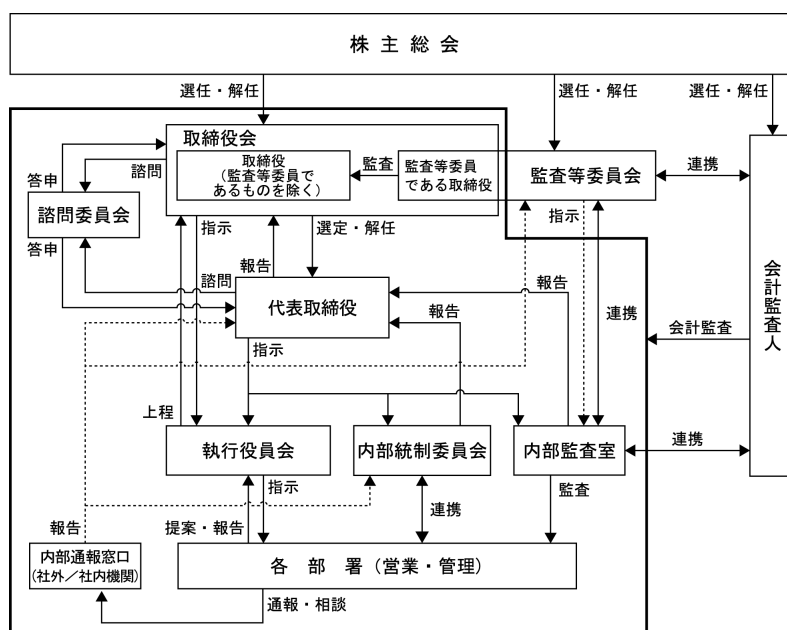 株主総会
選任・解任
選任・解任
選任・解任
取締役会
取締役
（監査等委員で
あるものを除く）
監査
監査等委員
である取締役
監査等委員会
連携
答申
諮問
諮問委員会
答申
指示
選定・解任
指示
報告
諮問
代表取締役
報告
報告
連携
会計監査
会計監査人
指示
上程
執行役員会
内部統制委員会
内部監査室
連携
指示
監査
報告
提案・報告
連携
内部通報窓口
（社外／社内機関）
各部署（営業・管理）
通報・相談